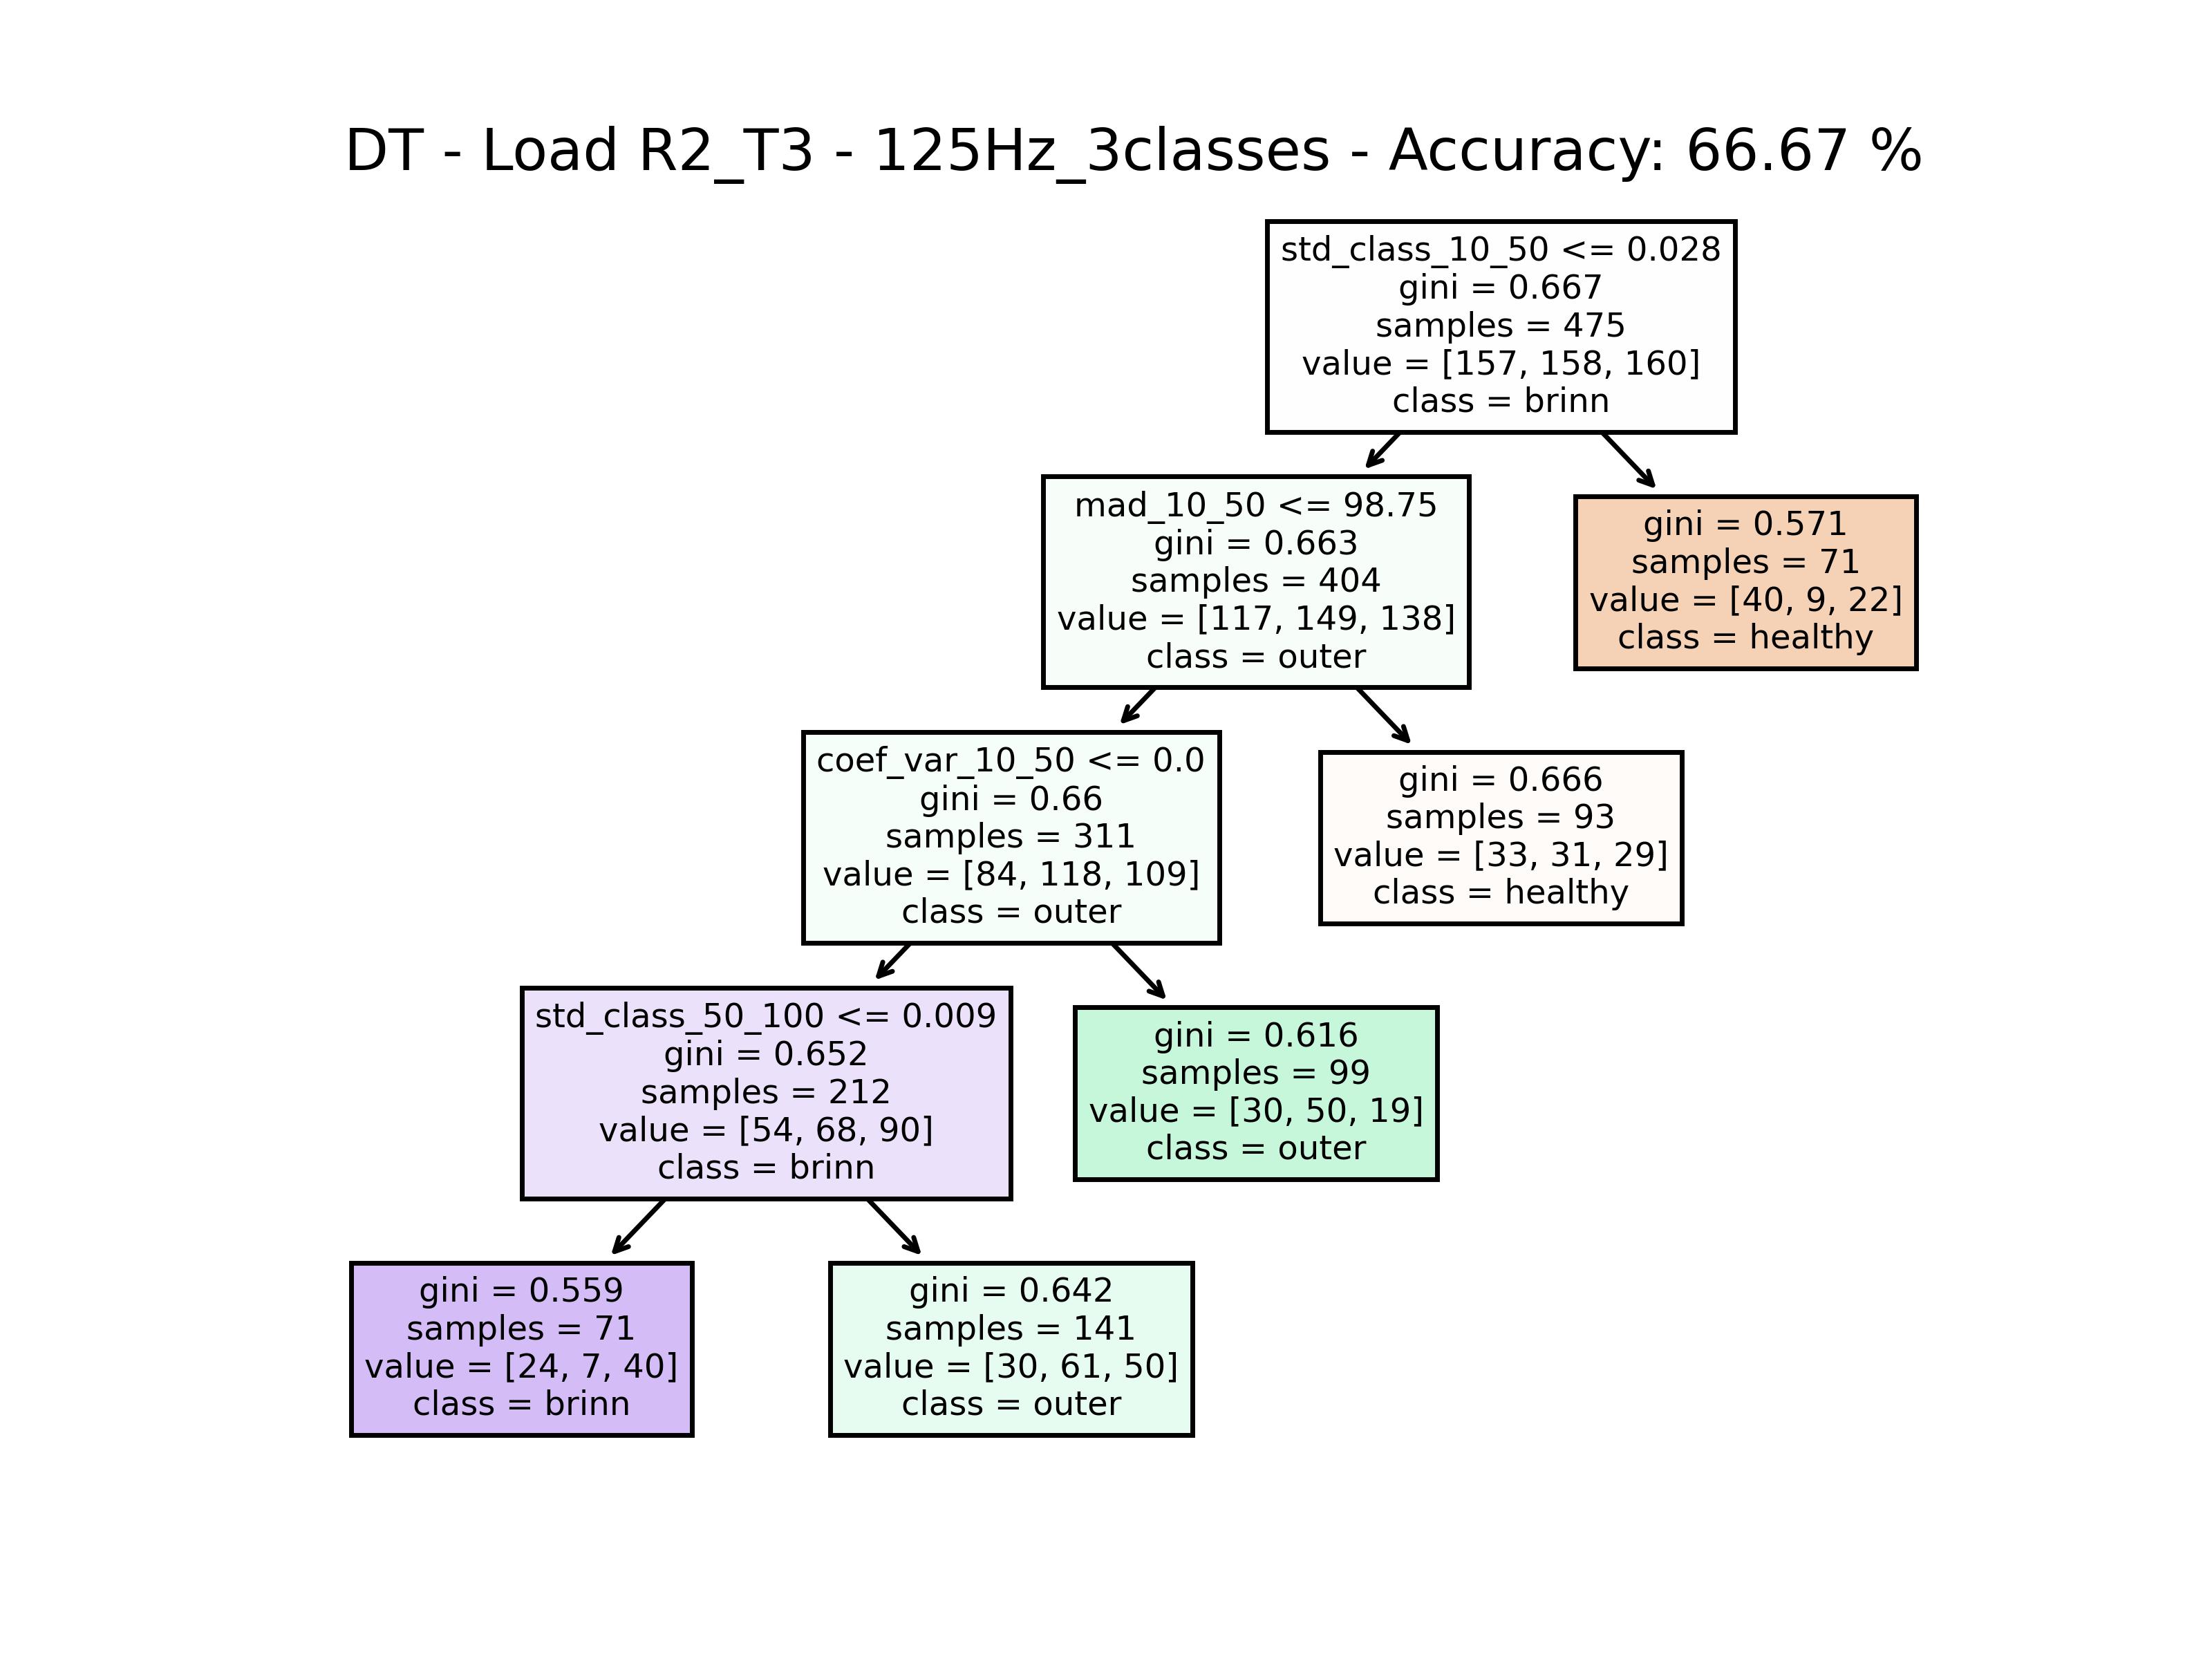 DT - Load R2_T3 - 125Hz_3classes - Accuracy: 66.67 %
std_class_10_50 <= 0.028
gini = 0.667
samples = 475
value = [157, 158, 160]
class = brinn
mad_10_50 <= 98.75
gini = 0.663
samples = 404
value = [117, 149, 138]
class = outer
gini = 0.571
samples = 71
value = [40, 9, 22]
class = healthy
coef_var_10_50 <= 0.0
gini = 0.66
samples = 311
value = [84, 118, 109]
class = outer
gini = 0.666
samples = 93
value = [33, 31, 29]
class = healthy
std_class_50_100 <= 0.009
gini = 0.652
samples = 212
value = [54, 68, 90]
class = brinn
gini = 0.616
samples = 99
value = [30, 50, 19]
class = outer
gini = 0.559
samples = 71
value = [24, 7, 40]
class = brinn
gini = 0.642
samples = 141
value = [30, 61, 50]
class = outer